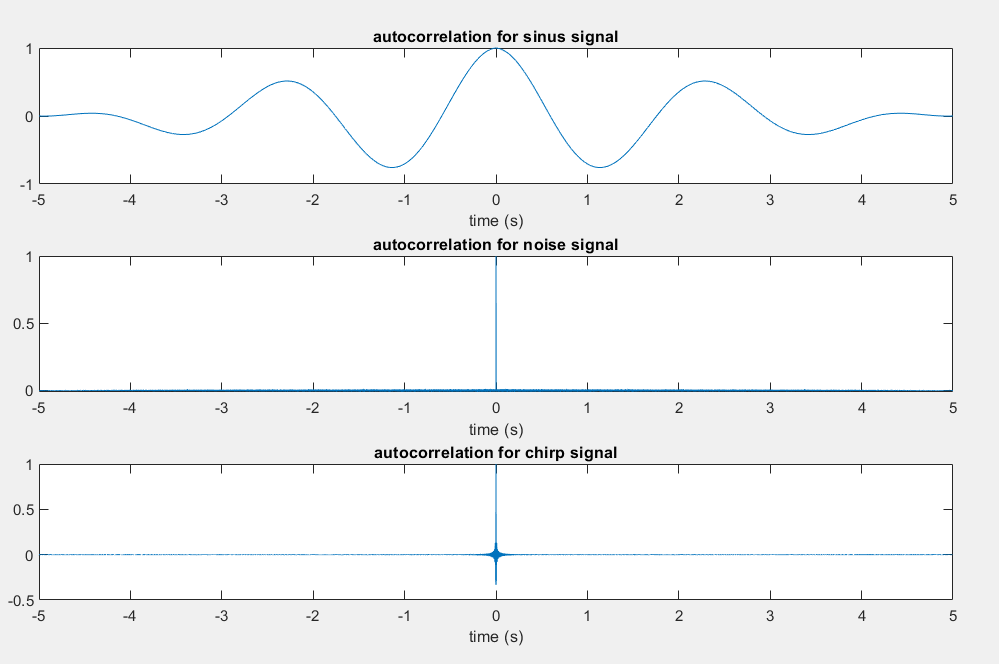 autocorrelation for sinus signal
1
0
-1
-5 -4 -3 -2 -1 0 1 2 3 4 5
time (s)
autocorrelation for noise signal
1
0.5
0
-5 -4 -3 -2 -1 0 1 2 3 4 5
time (s)
autocorrelation for chirp signal
1
0.5
0
-0.5
-5 -4 -3 -2 -1 0 1 2 3 4 5
time (s)